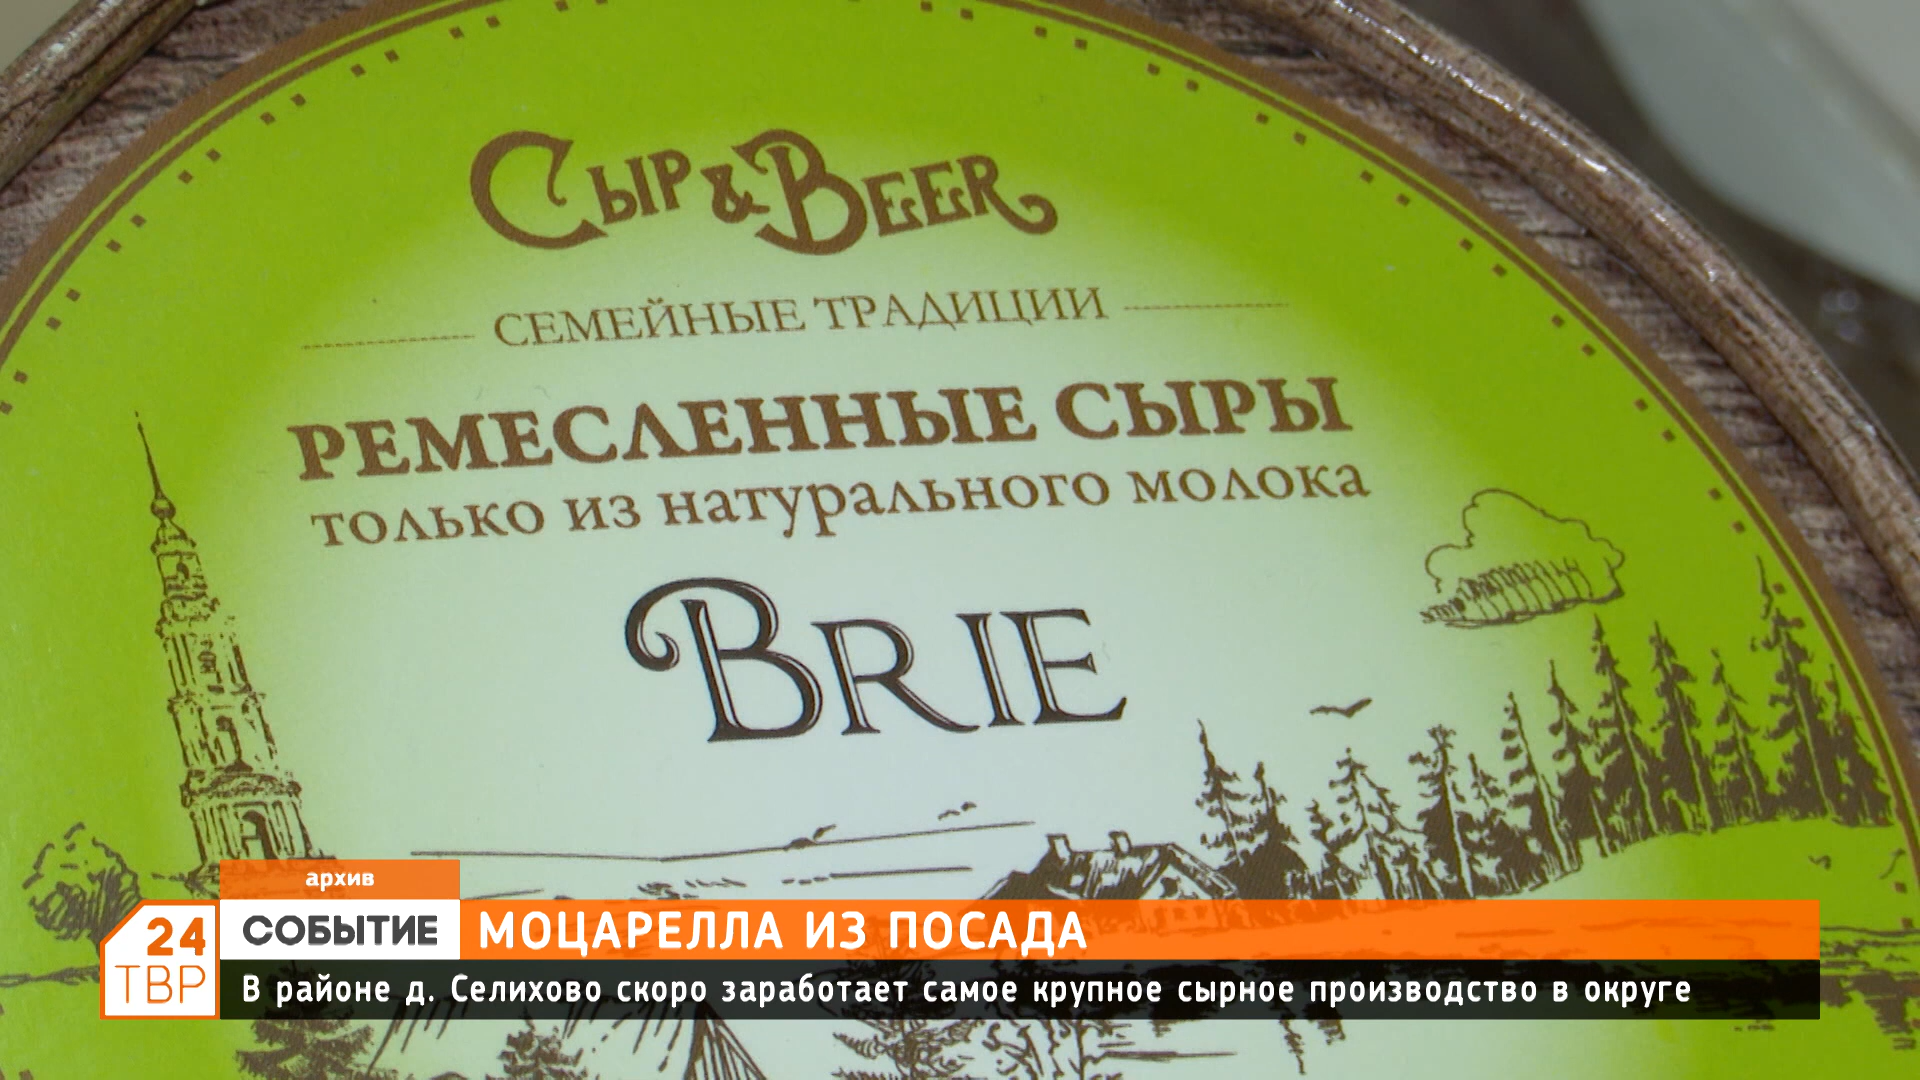 Сыр&Beer
СЕМЕЙНЫЕ ТРАДИЦИИ
РЕМЕСЛЕННЫЕ СЫРЫ
только из натурального молока
BRIE
архив
24
ТВР
СОБЫТИЕ
МОЦАРЕЛЛА ИЗ ПОСАДА
В районе д. Селихово скоро заработает самое крупное сырное производство в округе